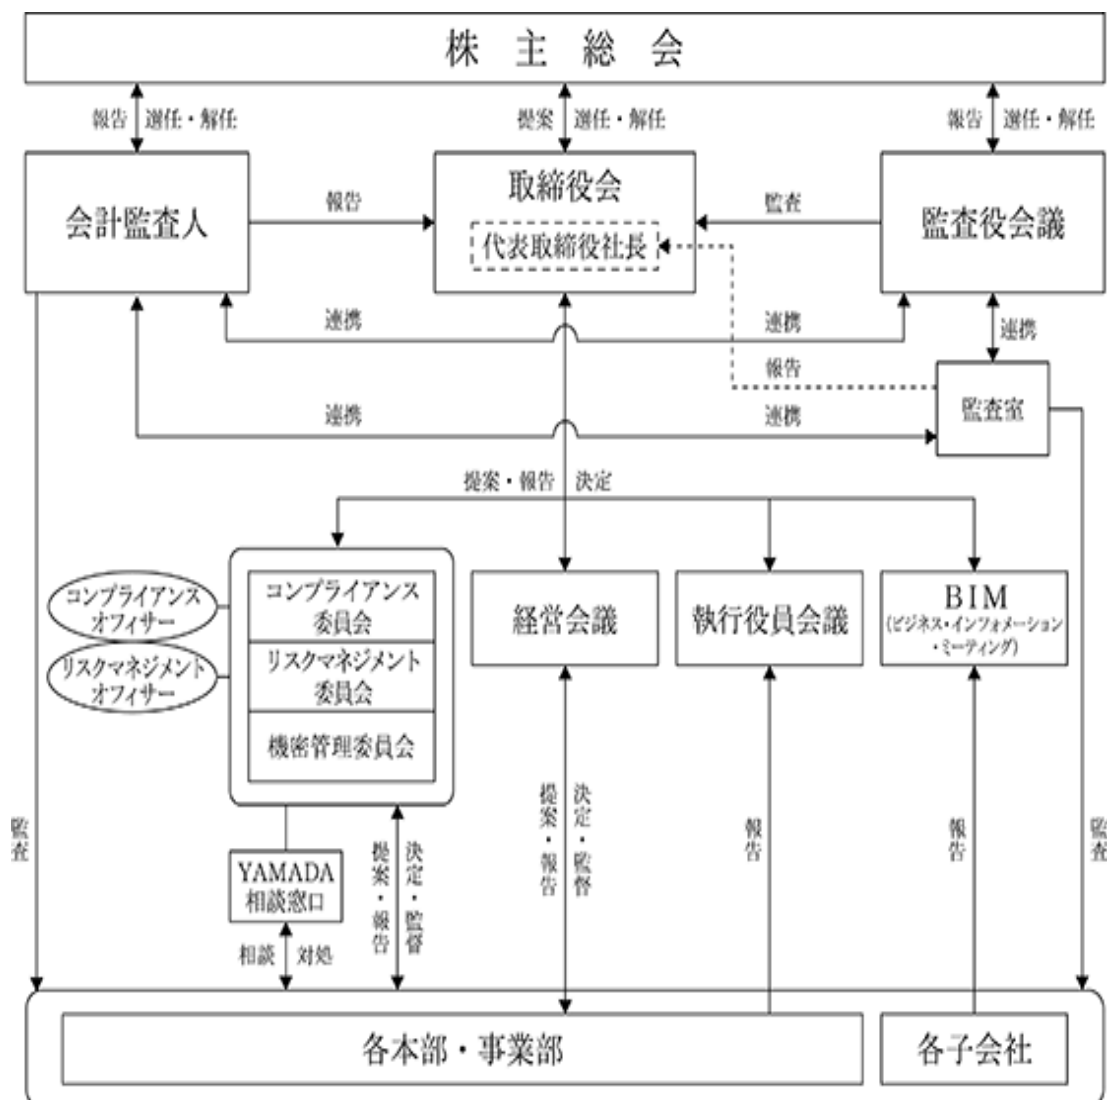 株主総会
報告 選任・解任
提案 選任・解任
報告 選任・解任
会計監査人
報告
取締役会
代表取締役社長
監査
監査役会議
連携
連携
連携
報告
監査室
連携
連携
提案・報告 決定
コンプライアンス
オフィサー
リスクマネジメント
オフィサー
コンプライアンス
委員会
リスクマネジメント
委員会
機密管理委員会
経営会議
執行役員会議
BIM
(ビジネス・インフォメーション
・ミーティング)
監査
YAMADA
相談窓口
相談 対処
提案・報告
決定・監督
提案・報告
決定・監督
報告
報告
監査
各本部・事業部
各子会社